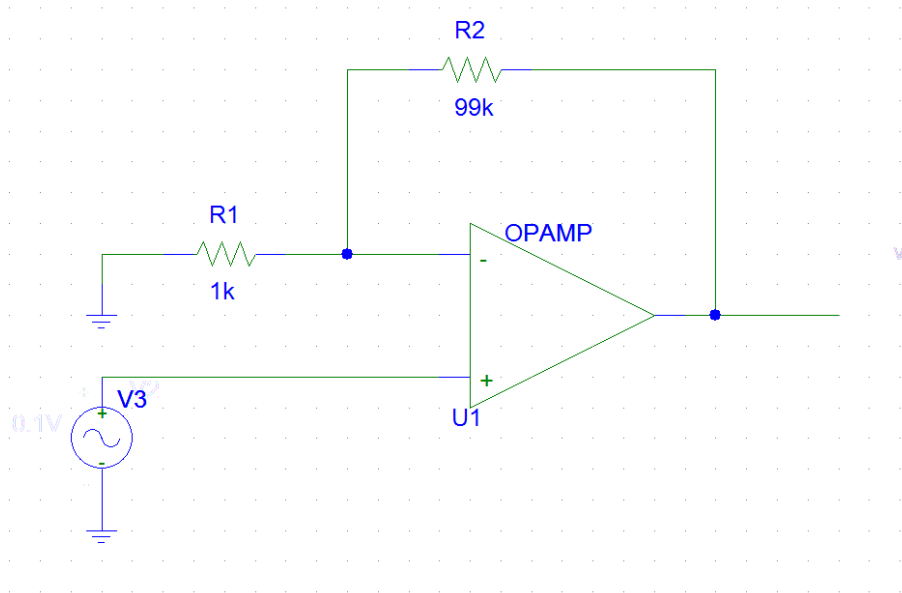 R2
99k
R1
OPAMP
-
1k
+
V3
0.1V
+
U1
-